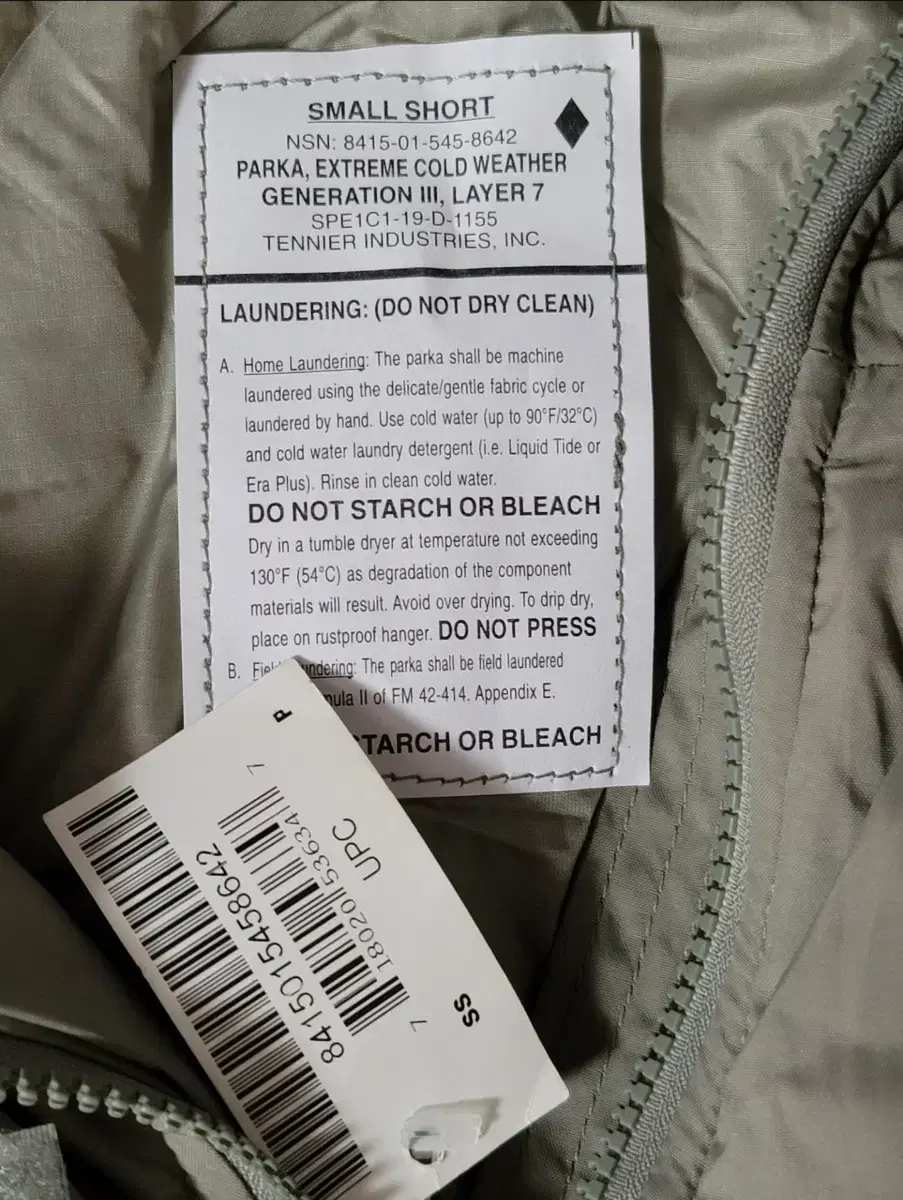 SMALL SHORT
NSN: 8415-01-545-8642
PARKA, EXTREME COLD WEATHER
GENERATION III, LAYER 7
SPE1C1-19-D-1155
TENNIER INDUSTRIES, INC.
LAUNDERING: (DO NOT DRY CLEAN)
A. Home Laundering: The parka shall be machine
laundered using the delicate/gentle fabric cycle or
laundered by hand. Use cold water (up to 90°F/32°C)
and cold water laundry detergent (i.e. Liquid Tide or
Era Plus). Rinse in clean cold water.
DO NOT STARCH OR BLEACH
Dry in a tumble dryer at temperature not exceeding
130°F (54°C) as degradation of the component
materials will result. Avoid over drying. To drip dry,
place on rustproof hanger. DO NOT PRESS
B. The parka shall be field laundered
II of FM 42-414. Appendix E.
OR BLEACH
P
7 18020 53634 7
UPC
8415015458642
SS